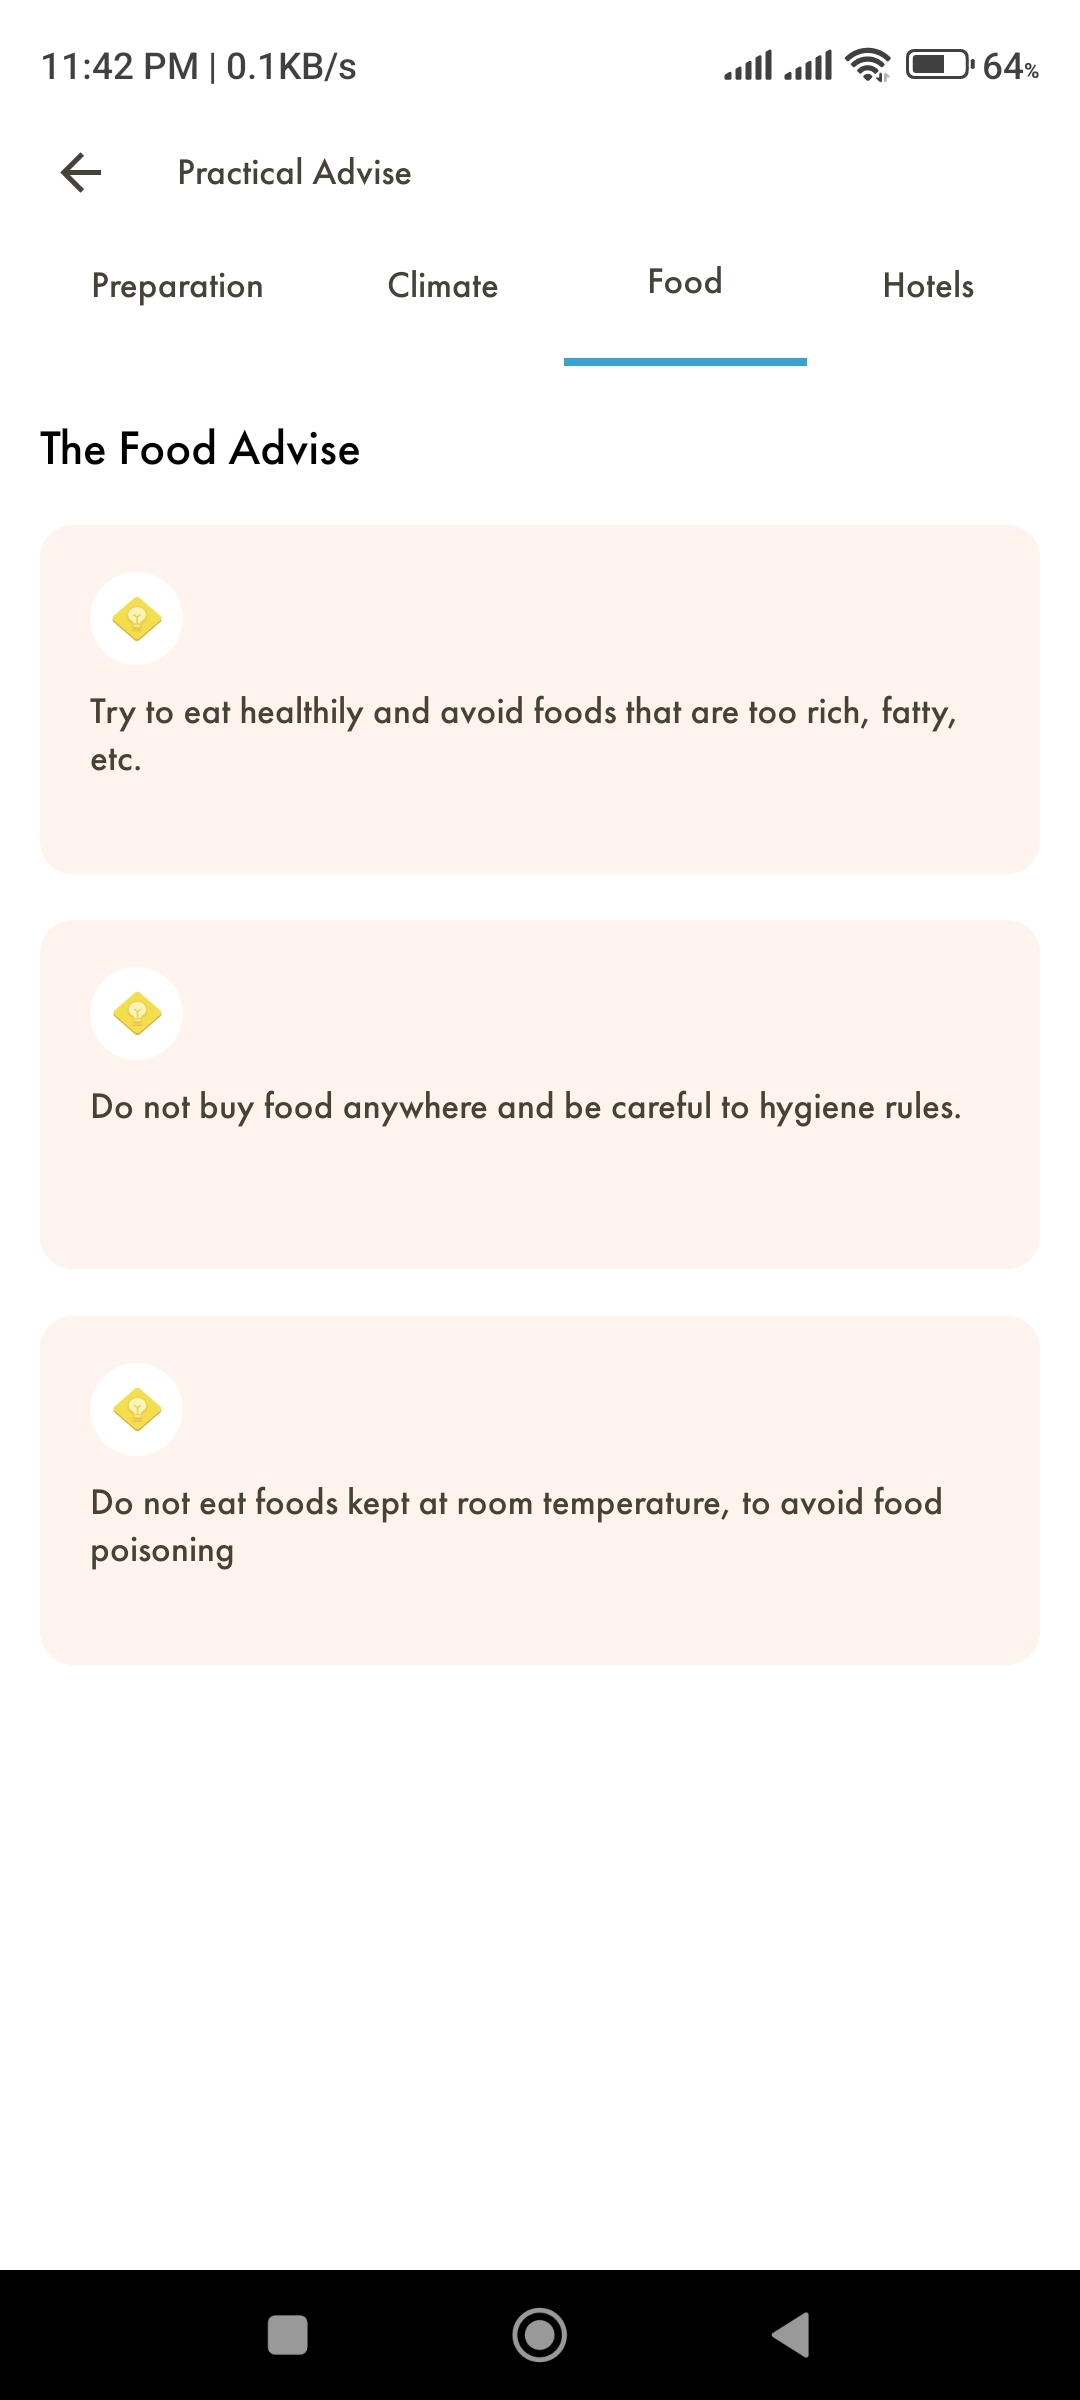 11:42 PM | 0.1KB/s 64%
Practical Advise
Preparation Climate Food Hotels
The Food Advise
Try to eat healthily and avoid foods that are too rich, fatty,
etc.
Do not buy food anywhere and be careful to hygiene rules.
Do not eat foods kept at room temperature, to avoid food
poisoning